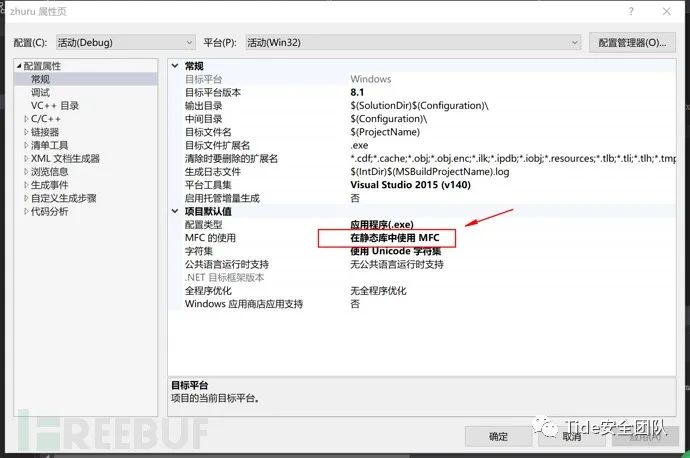 zhuru 属性页
配置(C): 活动(Debug) 平台(P): 活动(Win32) 配置管理器(O)...
配置属性
常规
调试
VC++ 目录
C/C++
链接器
清单工具
XML 文档生成器
浏览信息
生成事件
自定义生成步骤
代码分析
常规
目标平台 Windows
目标平台版本 8.1
输出目录 $(SolutionDir)$(Configuration)\
中间目录 $(Configuration)\
目标文件名 $(ProjectName)
目标文件扩展名 .exe
清除时要删除的扩展名 *.cdf;*.cache;*.obj;*.obj.enc;*.ilk;*.ipdb;*.iobj;*.resources;*.tlb;*.tli;*.tlh;*.tmp
生成日志文件 $(IntDir)$(MSBuildProjectName).log
平台工具集 Visual Studio 2015 (v140)
启用托管增量生成 否
项目默认值
配置类型 应用程序(.exe)
MFC 的使用 在静态库中使用 MFC
字符集 使用 Unicode 字符集
公共语言运行时支持 无公共语言运行时支持
.NET 目标框架版本
全程序优化 无全程序优化
Windows 应用商店应用支持 否
目标平台
项目的当前目标平台。
FREEBUF
Tide安全团队
确定 取消 应用(A)